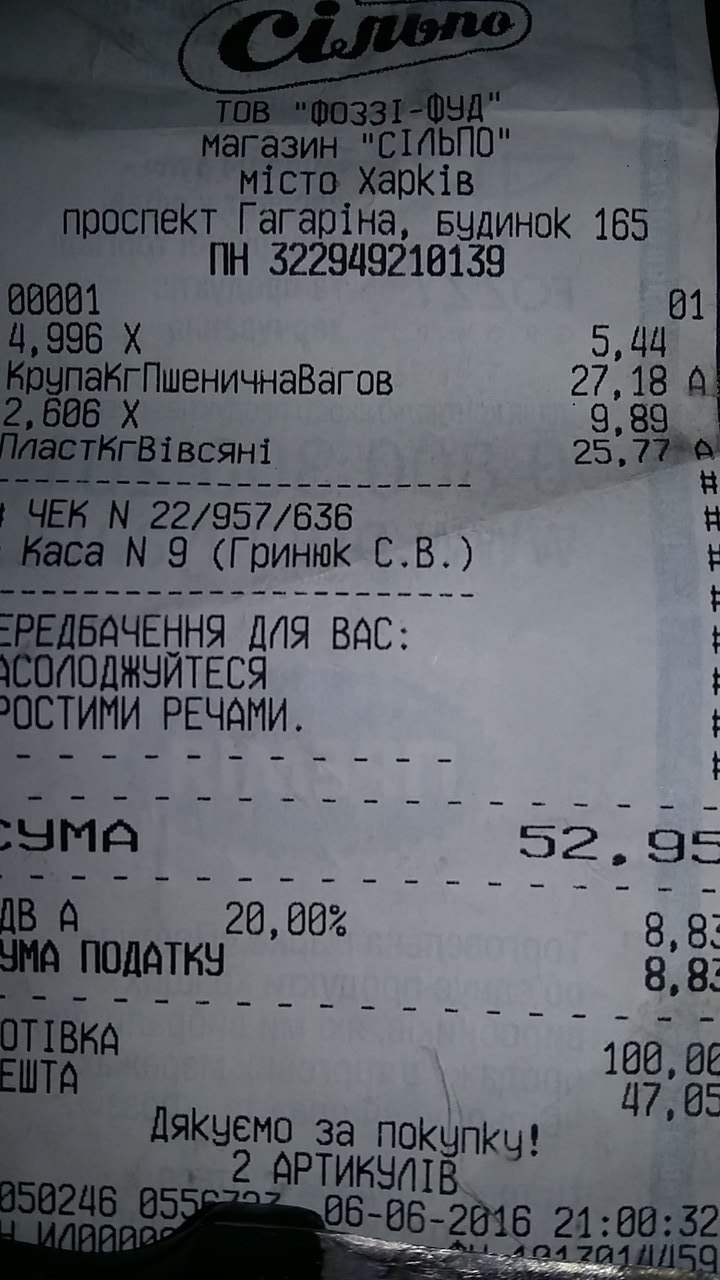 Сільпо
ТОВ "ФОЗЗІ-ФУД"
магазин "СІЛЬПО"
місто Харків
проспект Гагаріна, будинок 165
ПН 322949210139
00001 01
4,996 X 5,44
КрупаКгПшеничнаВагов 27,18 А
2,606 X 9,89
ПластКгВівсяні 25,77 А
------------------------ #
# ЧЕК N 22/957/636 #
Каса N 9 (Гринюк С.В.) #
------------------------ #
ЕРЕДБАЧЕННЯ ДЛЯ ВАС: #
АСОЛОДЖУЙТЕСЯ #
РОСТИМИ РЕЧАМИ. #
- - - - - - - - - - - - #
СУМА 52.95
ДВ А 20,00% 8,83
УМА ПОДАТКУ 8,83
ОТІВКА 100,00
ЕШТА 47,05
Дякуємо за покупку!
2 АРТИКУЛІВ
050246 06-06-2016 21:00:32